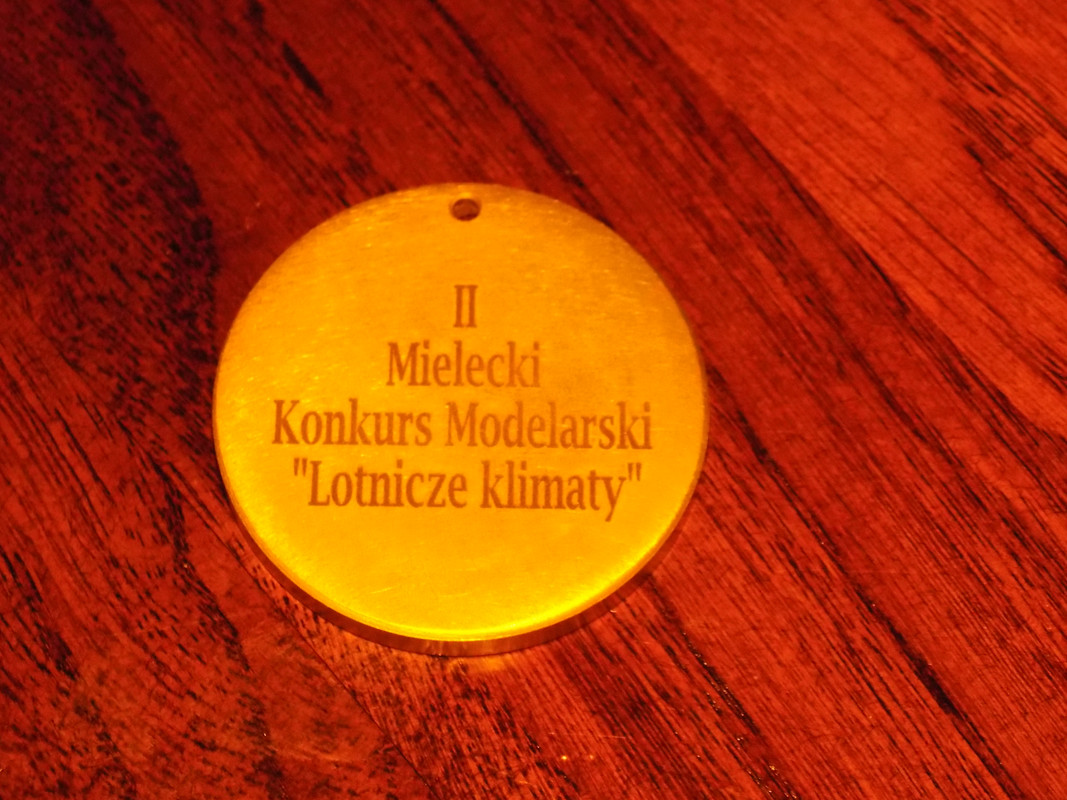 II
Mielecki
Konkurs Modelarski
"Lotnicze klimaty"